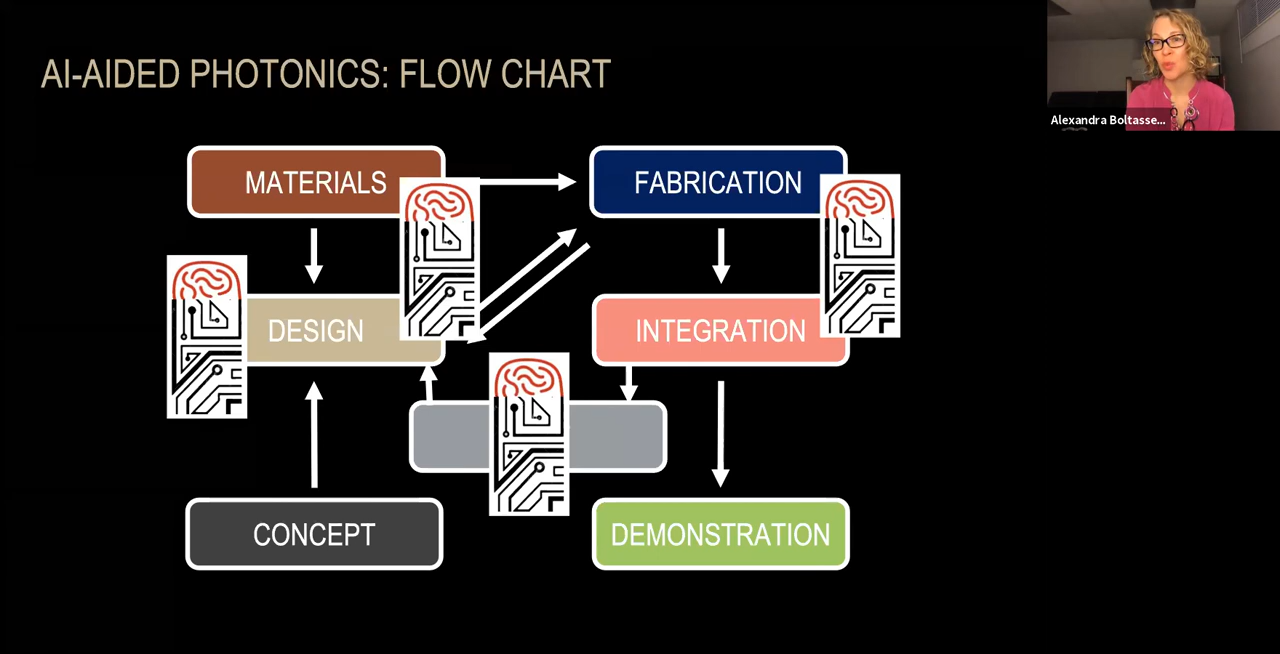 AI-AIDED PHOTONICS: FLOW CHART
Alexandra Boltasse...
MATERIALS
FABRICATION
DESIGN
INTEGRATION
CONCEPT
DEMONSTRATION